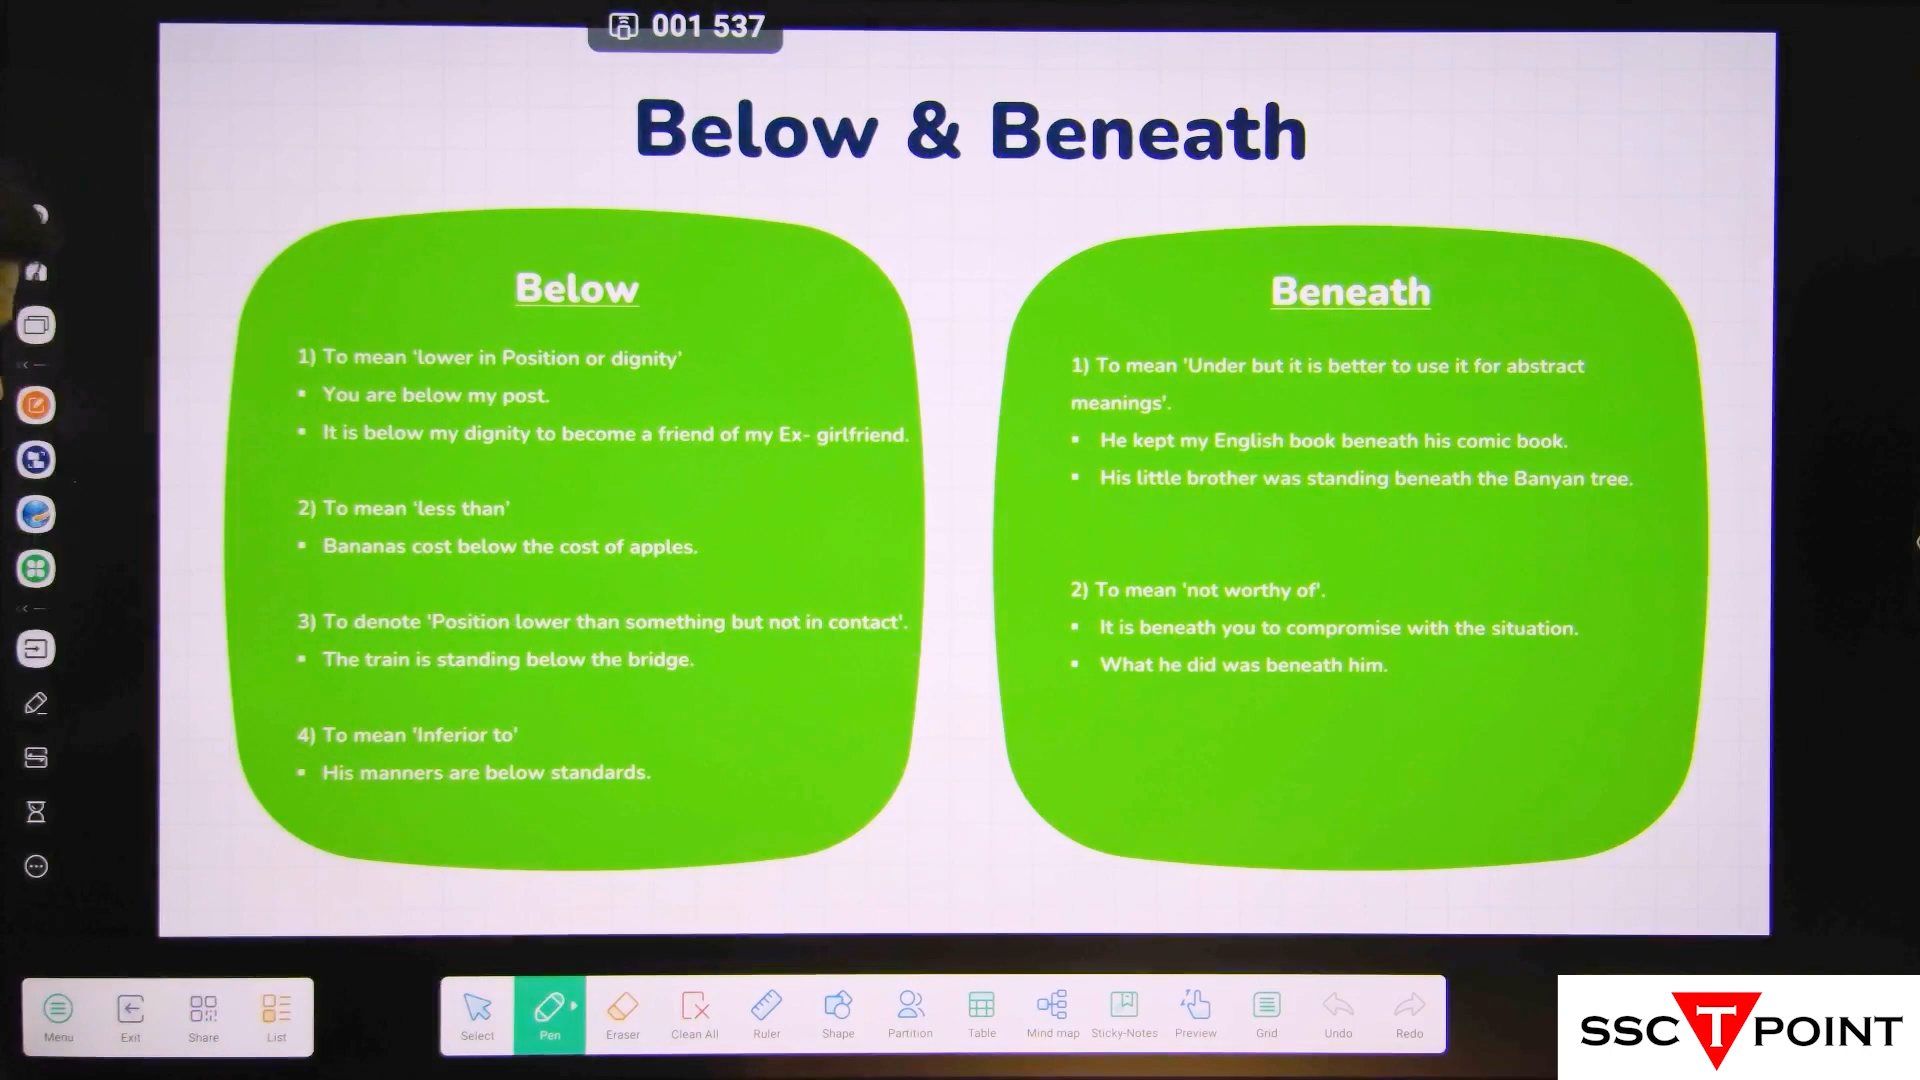 001 537
Below & Beneath
Below
1) To mean ‘lower in Position or dignity’
▪ You are below my post.
▪ It is below my dignity to become a friend of my Ex- girlfriend.
2) To mean ‘less than’
▪ Bananas cost below the cost of apples.
3) To denote 'Position lower than something but not in contact'.
▪ The train is standing below the bridge.
4) To mean 'Inferior to'
▪ His manners are below standards.
Beneath
1) To mean 'Under but it is better to use it for abstract
meanings'.
▪ He kept my English book beneath his comic book.
▪ His little brother was standing beneath the Banyan tree.
2) To mean 'not worthy of'.
▪ It is beneath you to compromise with the situation.
▪ What he did was beneath him.
Menu Exit Share List
Select Pen Eraser Clean All Ruler Shape Partition Table Mind map Sticky-Notes Preview Grid Undo Redo
SSC T POINT